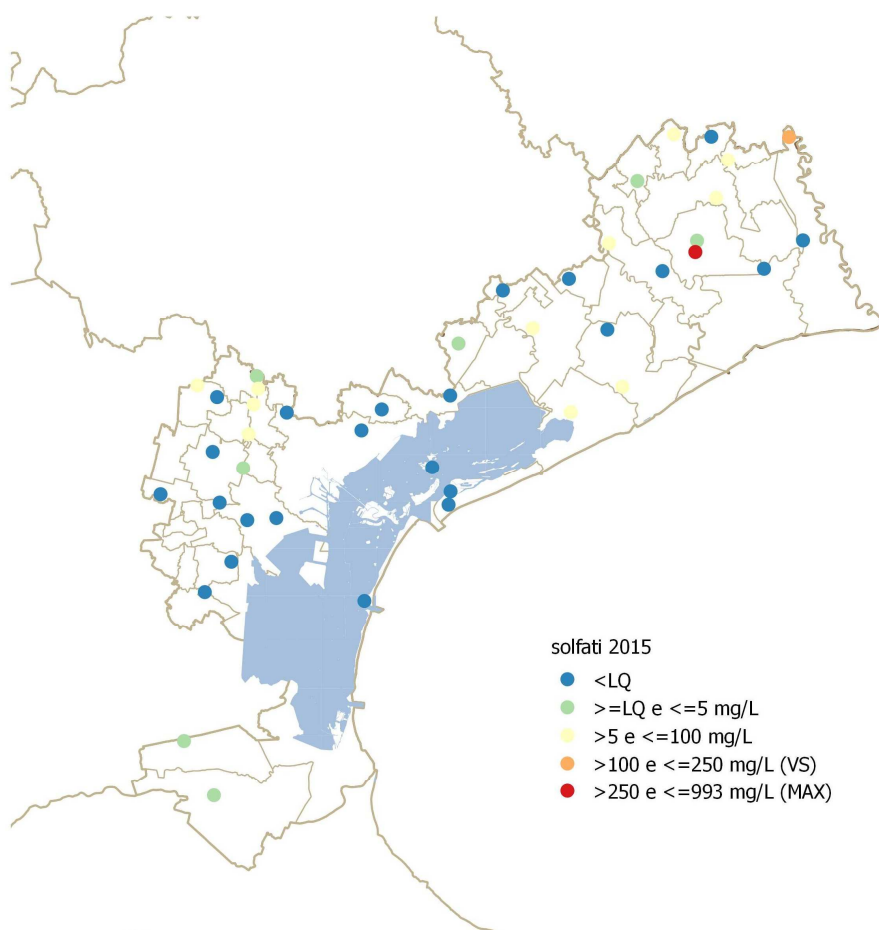 solfati 2015
<LQ
>=LQ e <=5 mg/L
>5 e <=100 mg/L
>100 e <=250 mg/L (VS)
>250 e <=993 mg/L (MAX)